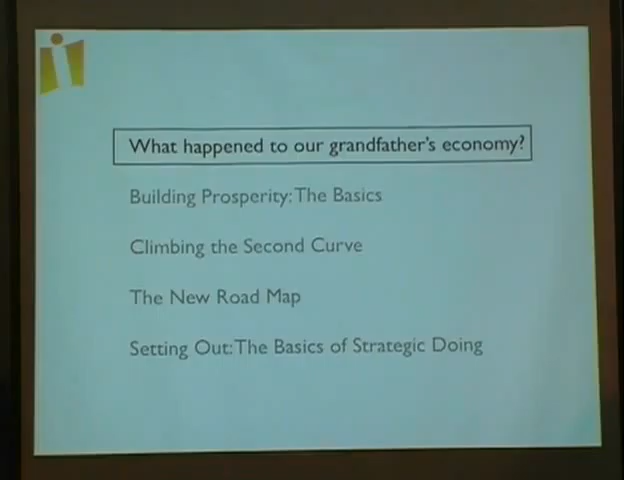 What happened to our grandfather's economy?
Building Prosperity: The Basics
Climbing the Second Curve
The New Road Map
Setting Out: The Basics of Strategic Doing